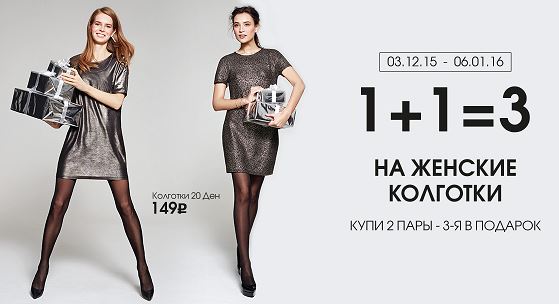 03.12.15 - 06.01.16
1+1=3
НА ЖЕНСКИЕ
КОЛГОТКИ
КУПИ 2 ПАРЫ - 3-Я В ПОДАРОК
Колготки 20 Ден
149₽